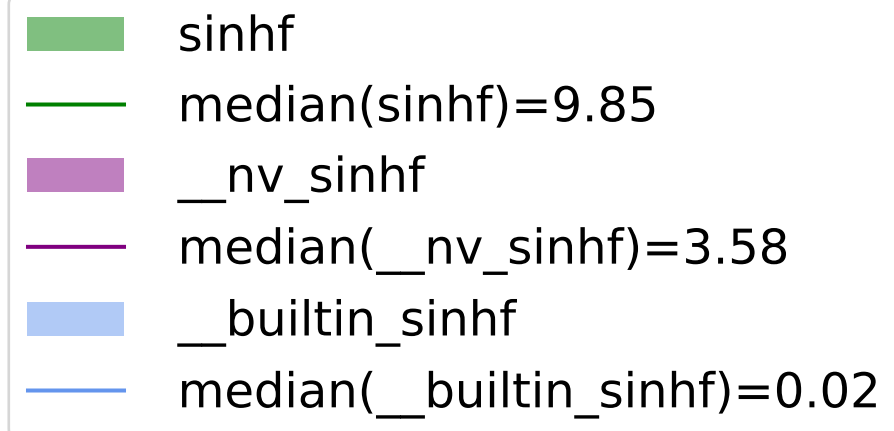 sinhf
median(sinhf)=9.85
__nv_sinhf
median(__nv_sinhf)=3.58
__builtin_sinhf
median(__builtin_sinhf)=0.02